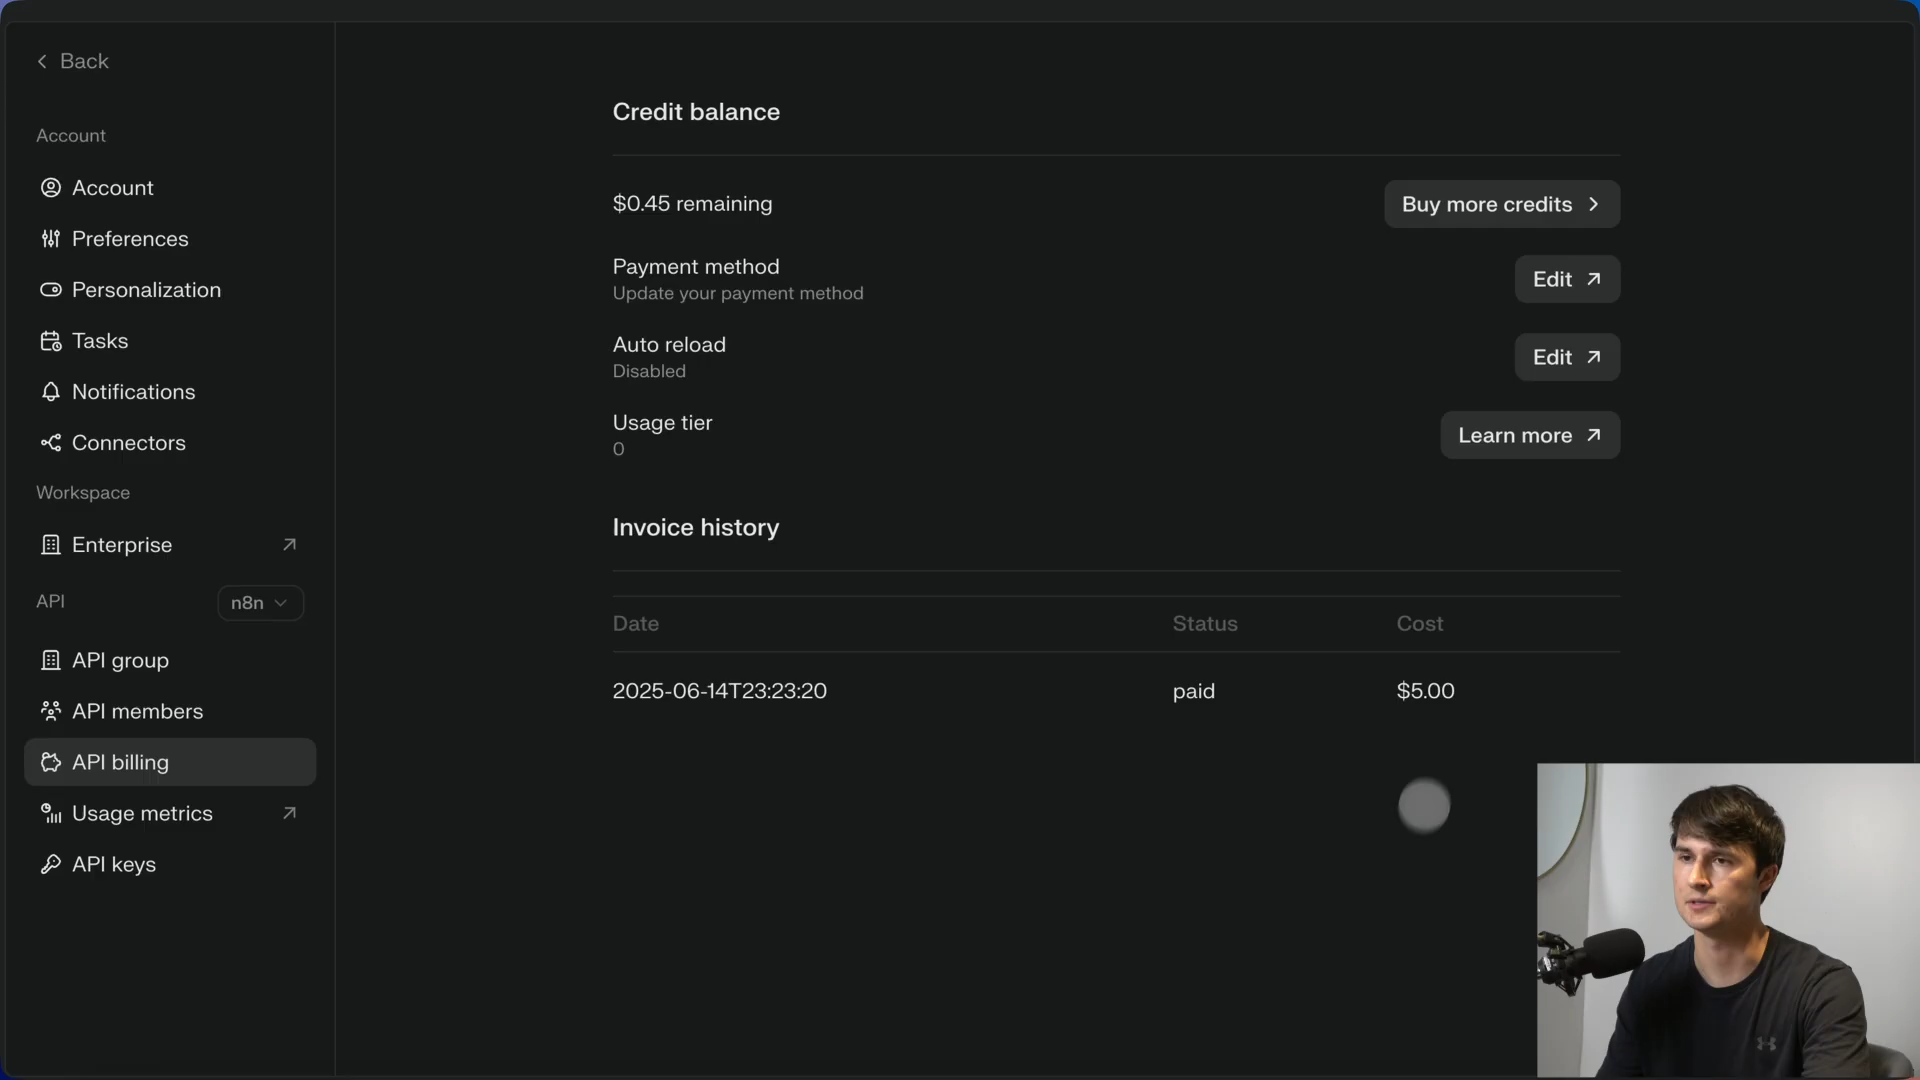 Back
Account
Account
Preferences
Personalization
Tasks
Notifications
Connectors
Workspace
Enterprise
API
n8n
API group
API members
API billing
Usage metrics
API keys
Credit balance
$0.45 remaining
Buy more credits
Payment method
Update your payment method
Edit
Auto reload
Disabled
Edit
Usage tier
0
Learn more
Invoice history
Date Status Cost
2025-06-14T23:23:20 paid $5.00